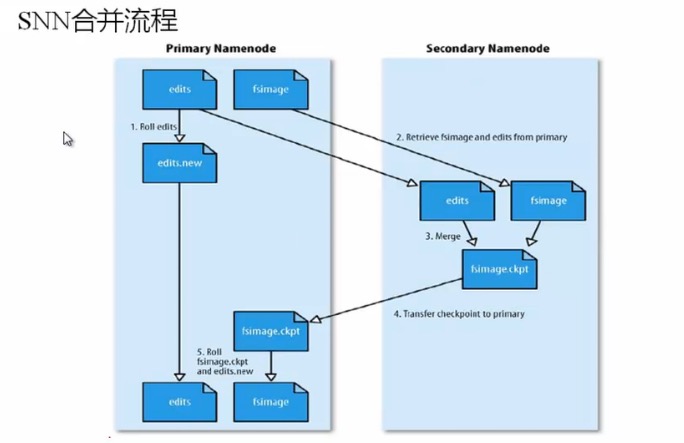 SNN合并流程
Primary Namenode
Secondary Namenode
edits
fsimage
1. Roll edits
2. Retrieve fsimage and edits from primary
edits.new
edits
fsimage
3. Merge
fsimage.ckpt
4. Transfer checkpoint to primary
fsimage.ckpt
5. Roll
fsimage.ckpt
and edits.new
edits
fsimage